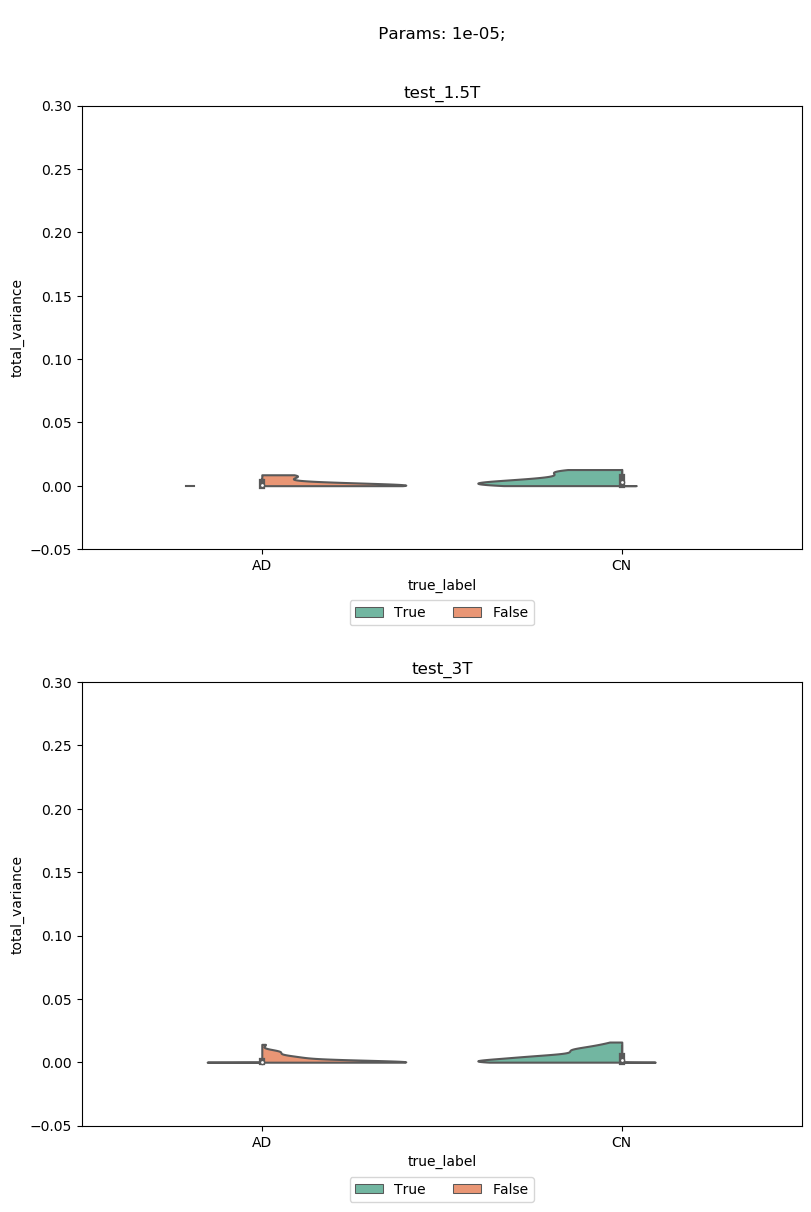 Params: 1e-05;
test_1.5T
0.30
0.25
0.20
0.15
0.10
0.05
0.00
−0.05
total_variance
AD CN
true_label
True False
test_3T
0.30
0.25
0.20
0.15
0.10
0.05
0.00
−0.05
total_variance
AD CN
true_label
True False